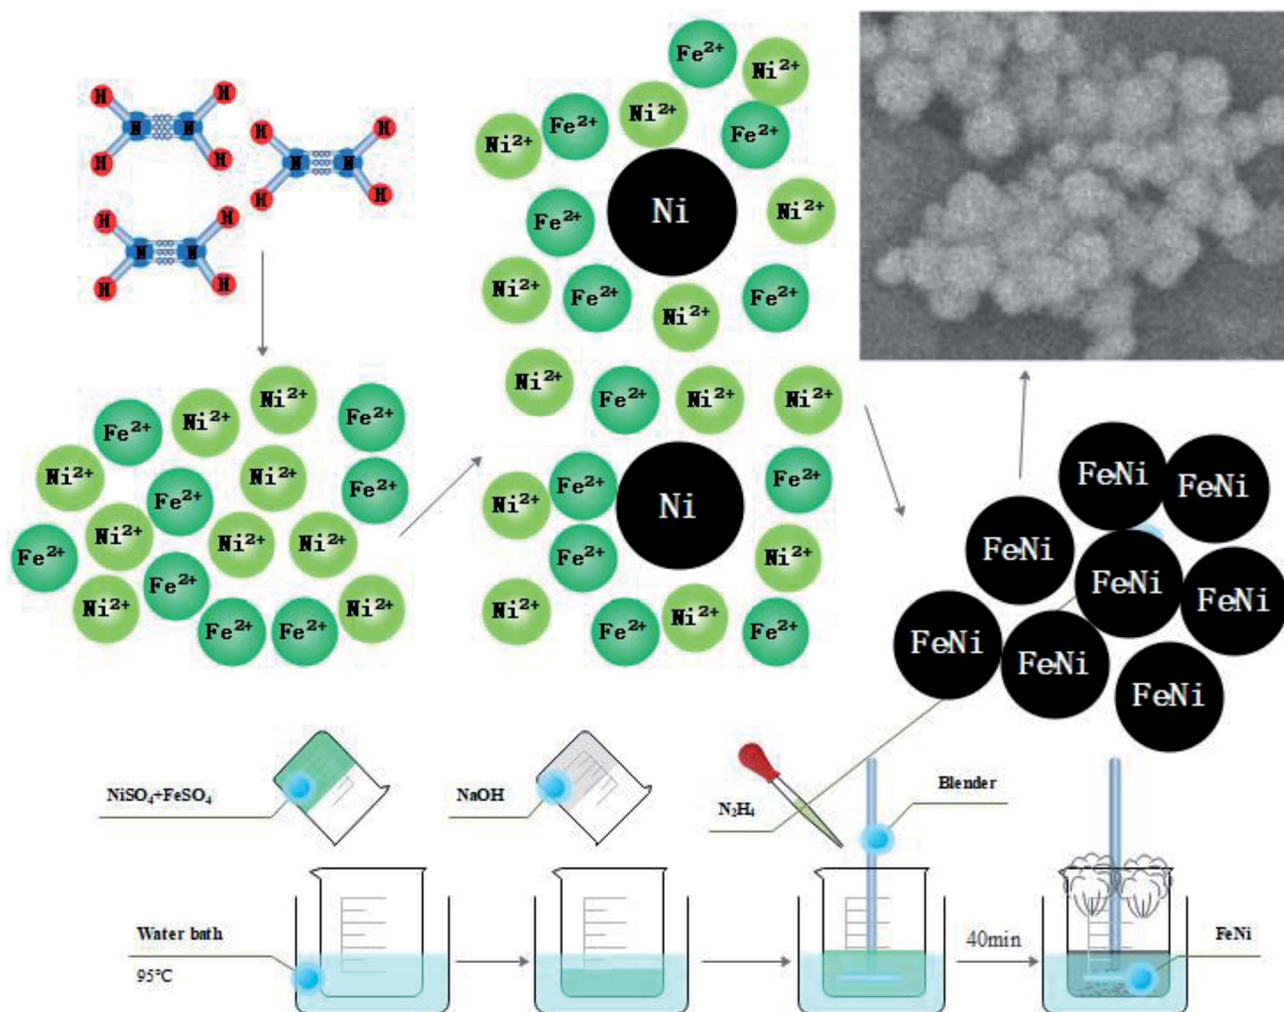 H H
N N
H H
H H
N N
H H
H H
N N
H H
Ni²⁺
Fe²⁺
Ni²⁺
Fe²⁺
Ni²⁺
Ni²⁺
Fe²⁺
Fe²⁺
Ni²⁺
Ni²⁺
Ni²⁺
Fe²⁺
Fe²⁺
Ni²⁺
Ni²⁺
Fe²⁺
Fe²⁺
Fe²⁺
Ni²⁺
Ni²⁺
Fe²⁺
Fe²⁺
Ni²⁺
Ni
Ni²⁺
Fe²⁺
Ni²⁺
Fe²⁺
Fe²⁺
Ni²⁺
Ni²⁺
Fe²⁺
Ni²⁺
Ni²⁺
Fe²⁺
Fe²⁺
Ni²⁺
Ni
Fe²⁺
Ni²⁺
Ni²⁺
Ni²⁺
Fe²⁺
Fe²⁺
FeNi
FeNi
FeNi
FeNi
FeNi
FeNi
FeNi
FeNi
NiSO₄+FeSO₄
NaOH
N₂H₄
Blender
Water bath
95°C
40min
FeNi